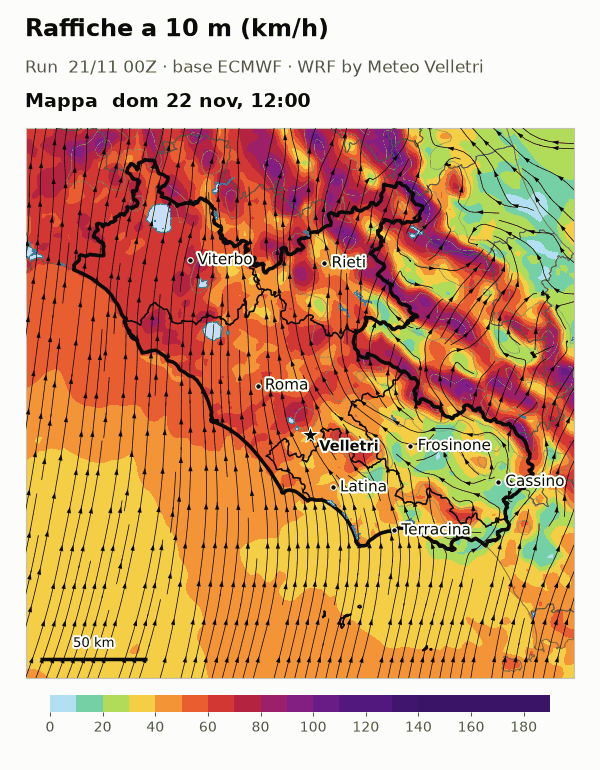 Raffiche a 10 m (km/h)
Run 21/11 00Z · base ECMWF · WRF by Meteo Velletri
Mappa dom 22 nov, 12:00
Viterbo
Rieti
Roma
Velletri
Frosinone
Latina
Cassino
Terracina
50 km
0 20 40 60 80 100 120 140 160 180